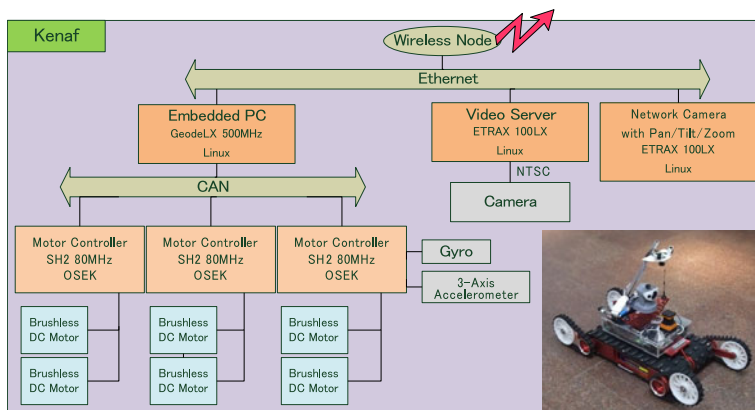 Kenaf
Wireless Node
Ethernet
Embedded PC
GeodeLX 500MHz
Linux
Video Server
ETRAX 100LX
Linux
Network Camera
with Pan/Tilt/Zoom
ETRAX 100LX
Linux
NTSC
Camera
CAN
Motor Controller
SH2 80MHz
OSEK
Motor Controller
SH2 80MHz
OSEK
Motor Controller
SH2 80MHz
OSEK
Gyro
3-Axis
Accelerometer
Brushless
DC Motor
Brushless
DC Motor
Brushless
DC Motor
Brushless
DC Motor
Brushless
DC Motor
Brushless
DC Motor